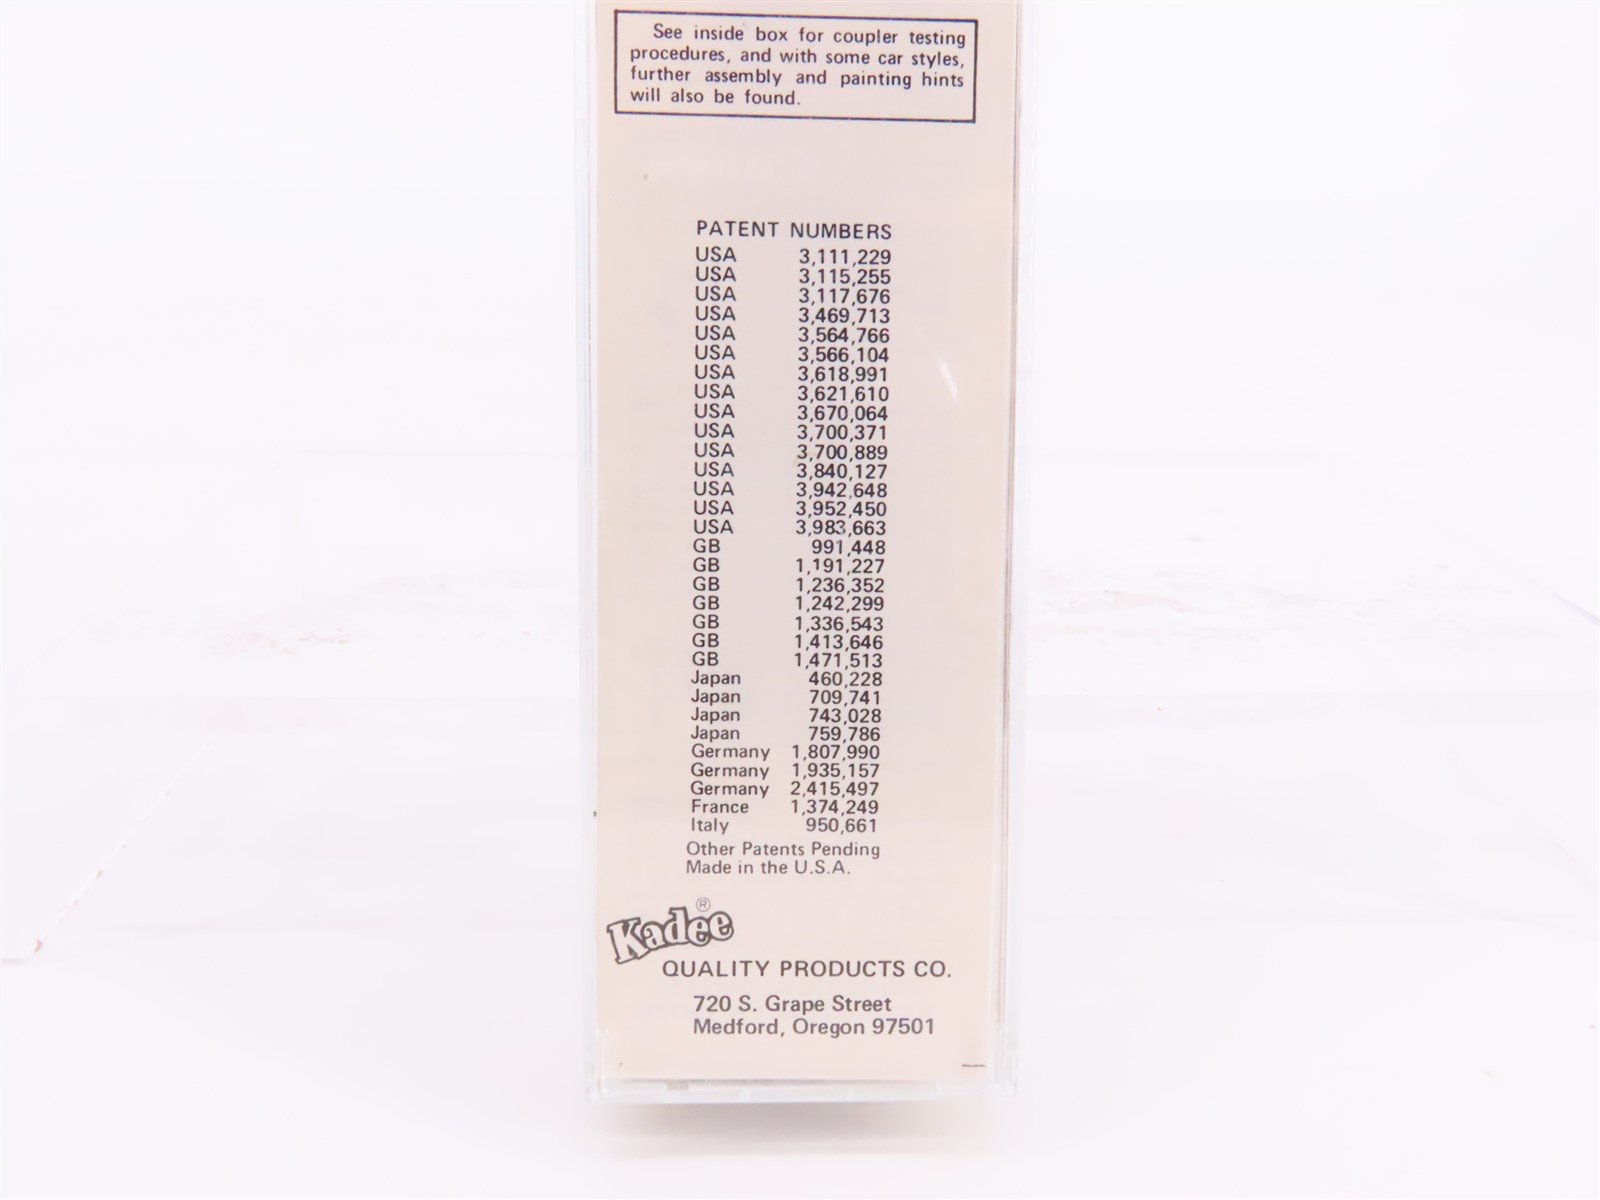 See inside box for coupler testing
procedures, and with some car styles,
further assembly and painting hints
will also be found.
PATENT NUMBERS
USA 3,111,229
USA 3,115,255
USA 3,117,676
USA 3,469,713
USA 3,564,766
USA 3,566,104
USA 3,618,991
USA 3,621,610
USA 3,670,064
USA 3,700,371
USA 3,700,889
USA 3,840,127
USA 3,942,648
USA 3,952,450
USA 3,983,663
GB 991,448
GB 1,191,227
GB 1,236,352
GB 1,242,299
GB 1,336,543
GB 1,413,646
GB 1,471,513
Japan 460,228
Japan 709,741
Japan 743,028
Japan 759,786
Germany 1,807,990
Germany 1,935,157
Germany 2,415,497
France 1,374,249
Italy 950,661
Other Patents Pending
Made in the U.S.A.
Kadee®
QUALITY PRODUCTS CO.
720 S. Grape Street
Medford, Oregon 97501